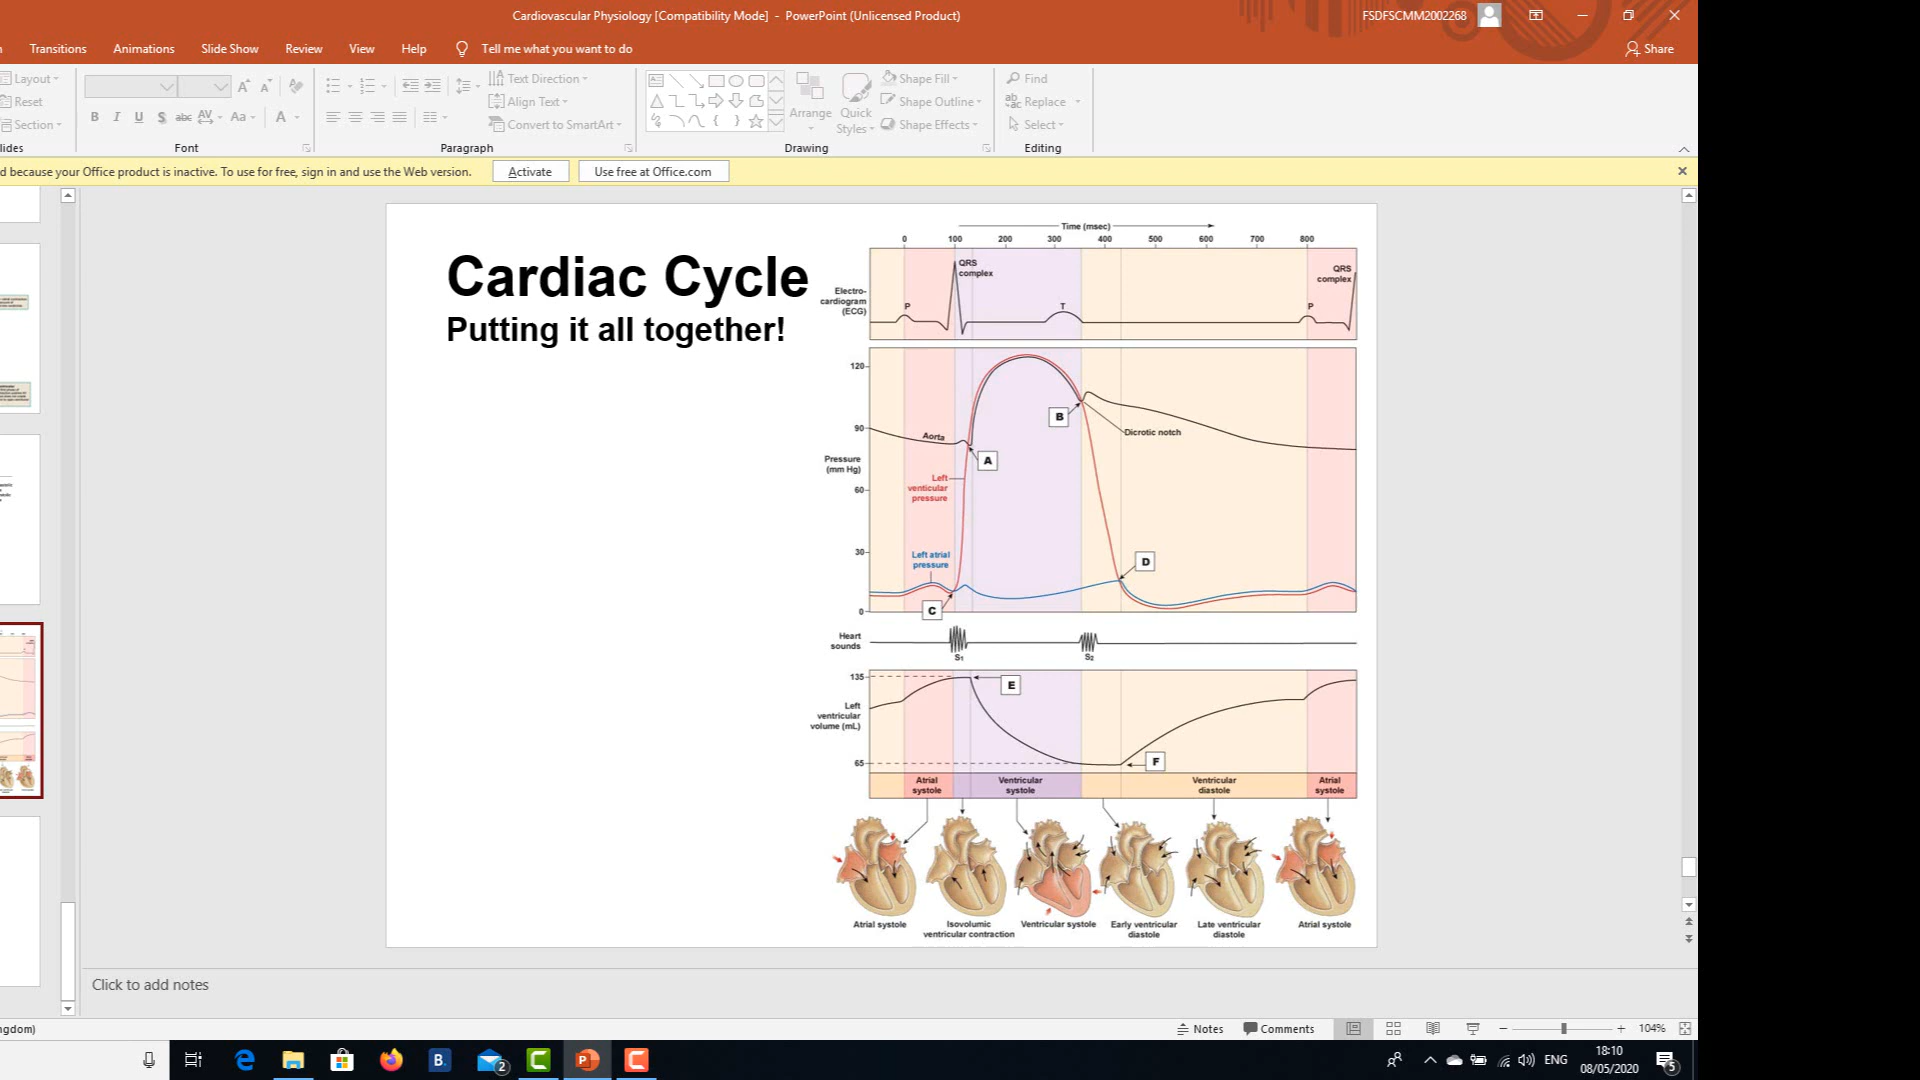 Cardiovascular Physiology [Compatibility Mode] - PowerPoint (Unlicensed Product)
FSDFSCMM2002268
Transitions Animations Slide Show Review View Help Tell me what you want to do
Share
Layout
Reset
Section
Text Direction
Align Text
Convert to SmartArt
Arrange
Quick Styles
Shape Fill
Shape Outline
Shape Effects
Find
Replace
Select
lides Font Paragraph Drawing Editing
d because your Office product is inactive. To use for free, sign in and use the Web version. Activate Use free at Office.com
Cardiac Cycle
Putting it all together!
Time (msec)
0 100 200 300 400 500 600 700 800
QRS
complex
QRS
complex
Electro-
cardiogram
(ECG)
P
T
P
120
90
60
30
0
Pressure
(mm Hg)
Aorta
A
B
Dicrotic notch
Left
venticular
pressure
Left atrial
pressure
C
D
Heart
sounds
S1
S2
135
E
Left
ventricular
volume (mL)
65
F
Atrial
systole
Ventricular
systole
Ventricular
diastole
Atrial
systole
Atrial systole
Isovolumic
ventricular contraction
Ventricular systole
Early ventricular
diastole
Late ventricular
diastole
Atrial systole
Click to add notes
ngdom)
Notes Comments 104%
B. 2
ENG
18:10
08/05/2020
5